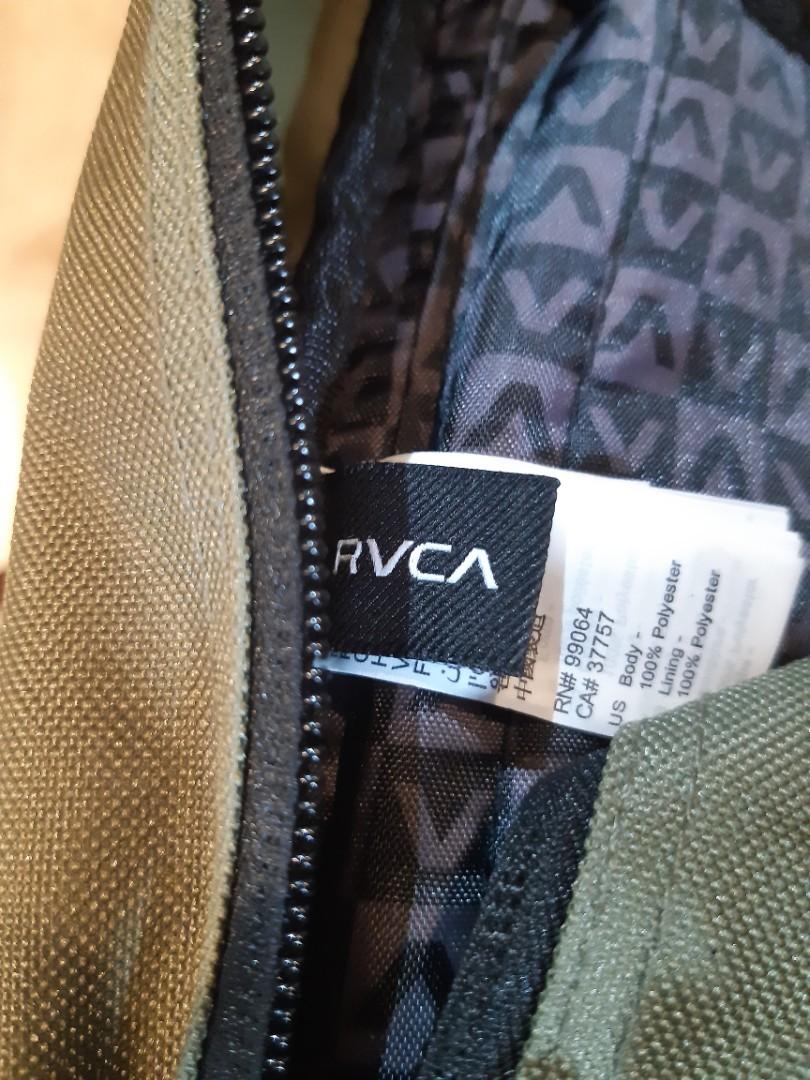 RVCA
RN# 99064
CA# 37757
US Body -
100% Polyester
Lining -
100% Polyester